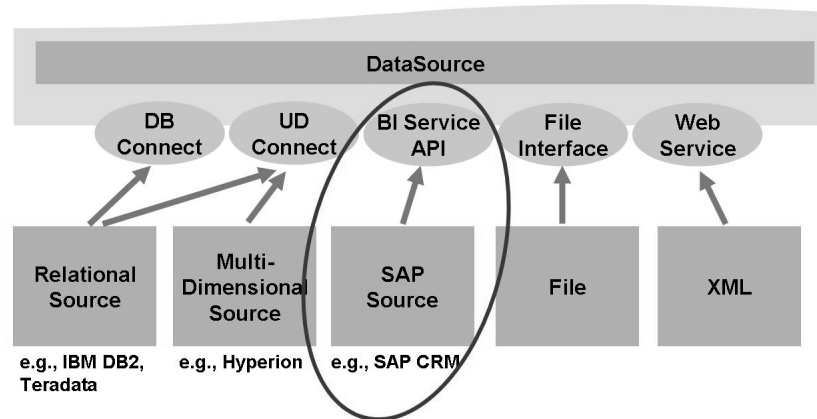 DataSource
DB
Connect
UD
Connect
BI Service
API
File
Interface
Web
Service
Relational
Source
Multi-
Dimensional
Source
SAP
Source
File
XML
e.g., IBM DB2,
Teradata
e.g., Hyperion
e.g., SAP CRM